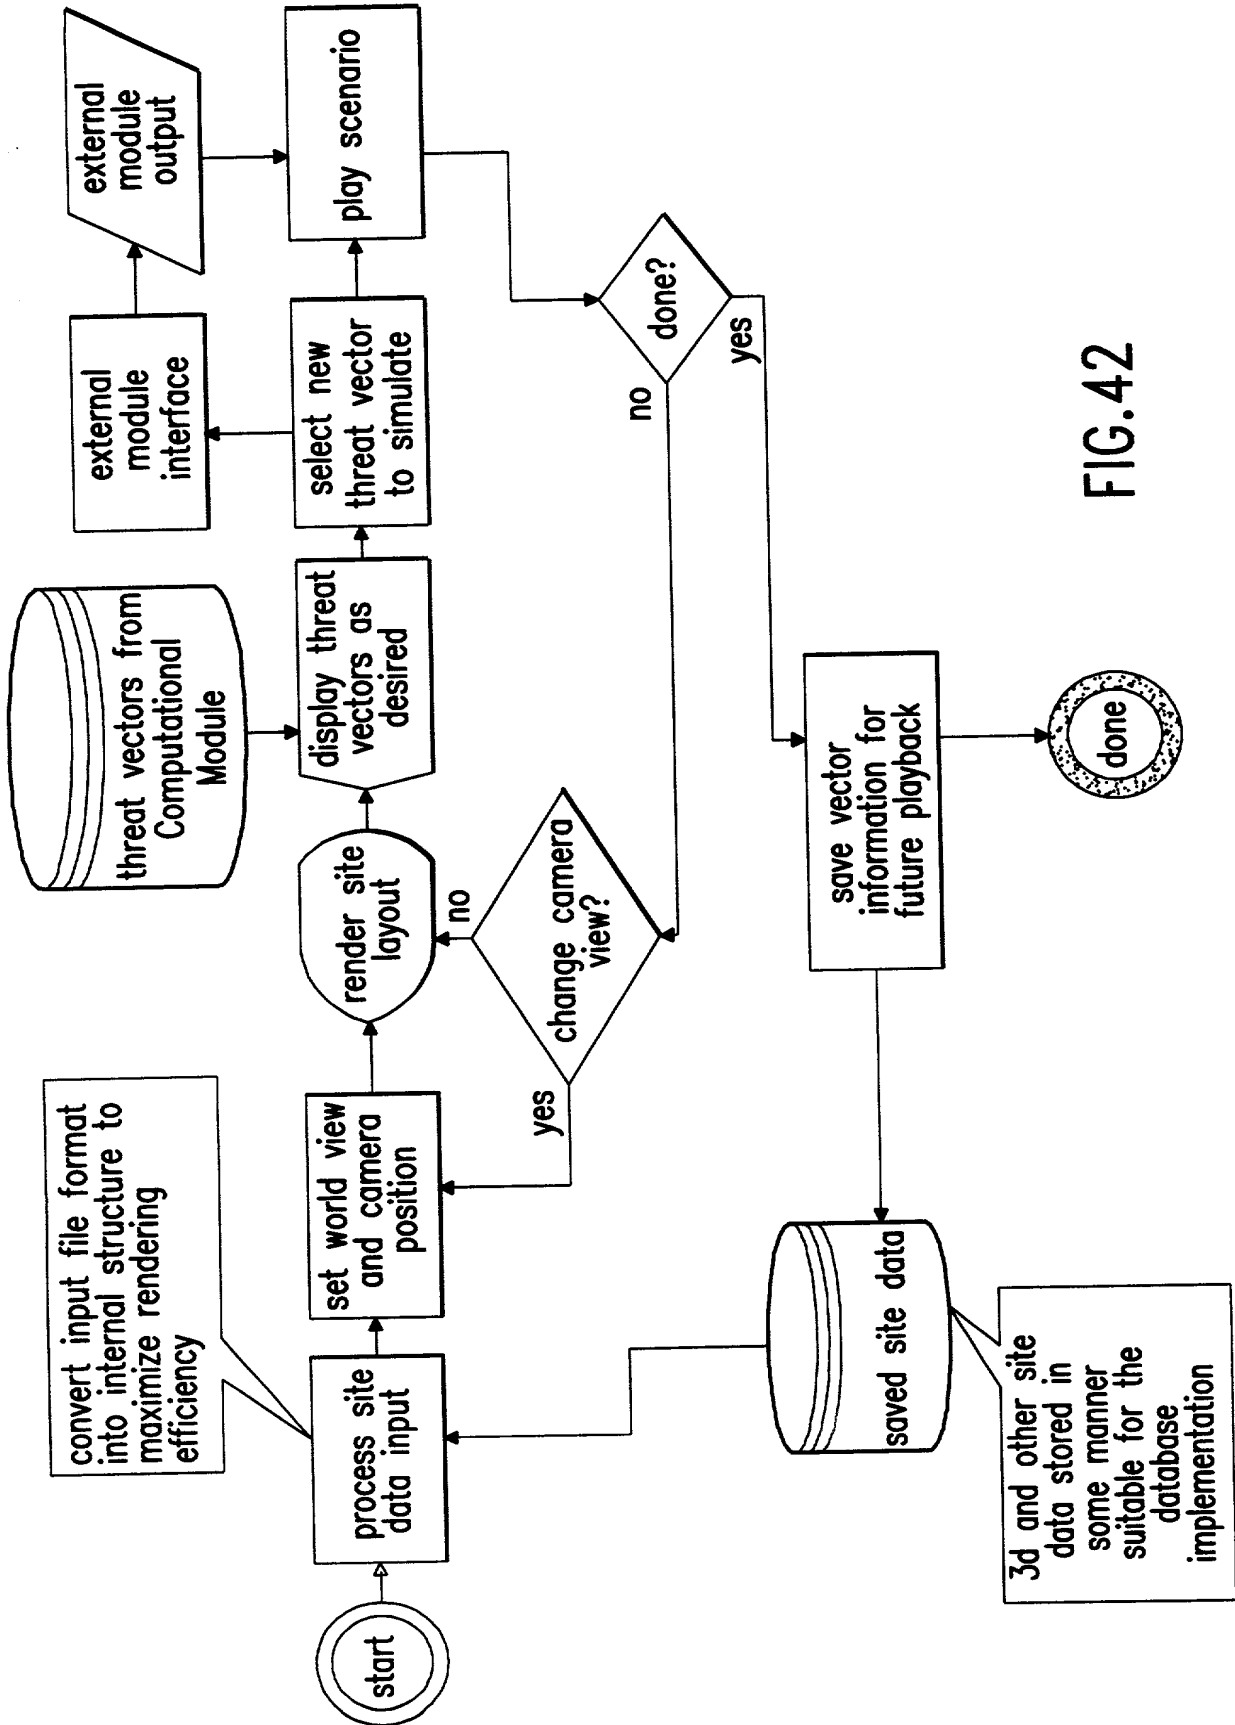 convert input file format
into internal structure to
maximize rendering
efficiency
threat vectors from
Computational
Module
external
module
interface
external
module
output
start
process site
data input
set world view
and camera
position
render site
layout
display threat
vectors as
desired
select new
threat vector
to simulate
play scenario
yes
change camera
view?
no
no
done?
yes
saved site data
save vector
information for
future playback
done
3d and other site
data stored in
some manner
suitable for the
database
implementation
FIG.42